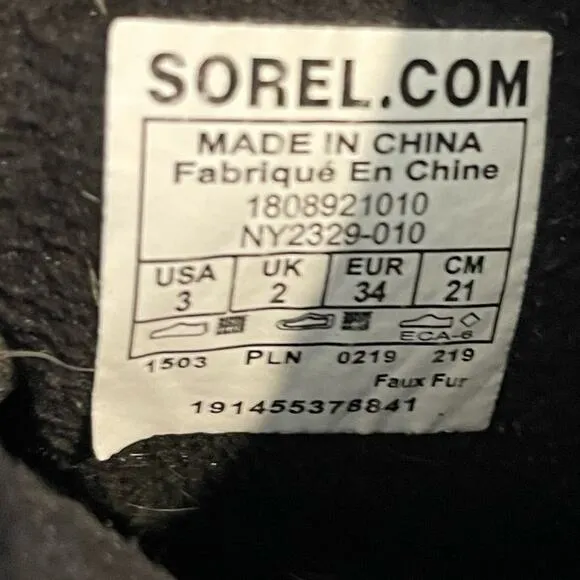 SOREL.COM
MADE IN CHINA
Fabriqué En Chine
1808921010
NY2329-010
USA UK EUR CM
3 2 34 21
ECA-6
1503 PLN 0219 219
Faux Fur
191455376841